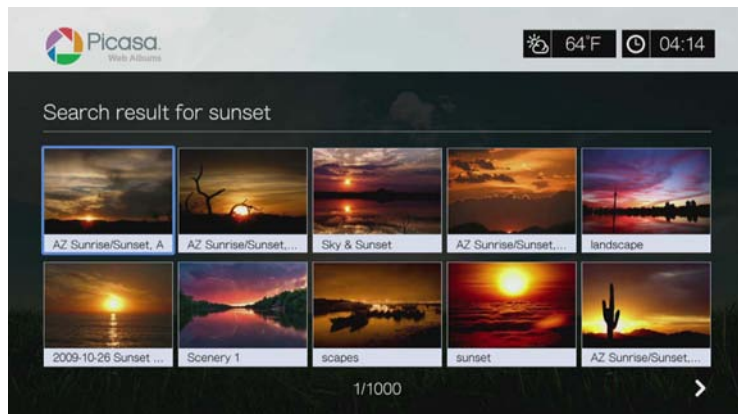 Picasa.
Web Albums
64°F 04:14
Search result for sunset
AZ Sunrise/Sunset, A
AZ Sunrise/Sunset,...
Sky & Sunset
AZ Sunrise/Sunset,...
landscape
2009-10-26 Sunset ...
Scenery 1
scapes
sunset
AZ Sunrise/Sunset,...
1/1000